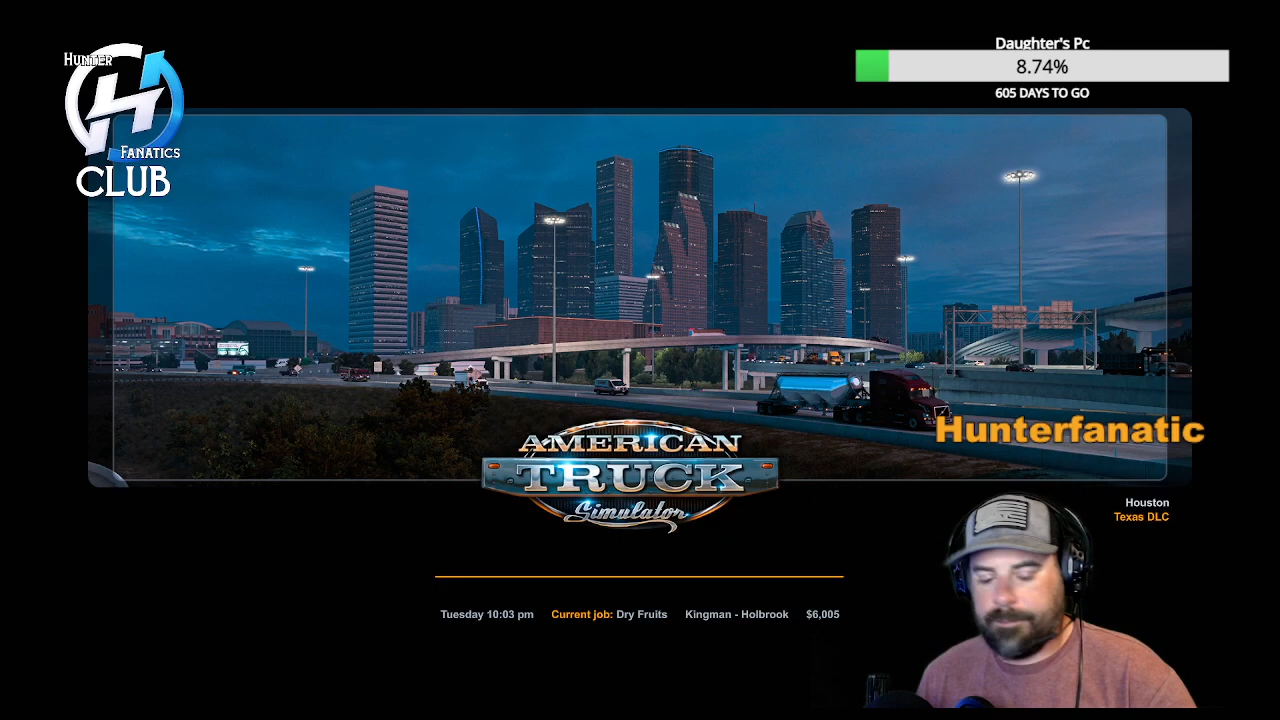 HUNTER
FANATICS
CLUB
Daughter's Pc
8.74%
605 DAYS TO GO
AMERICAN
TRUCK
Simulator
Hunterfanatic
Houston
Texas DLC
Tuesday 10:03 pm Current job: Dry Fruits Kingman - Holbrook $6,005